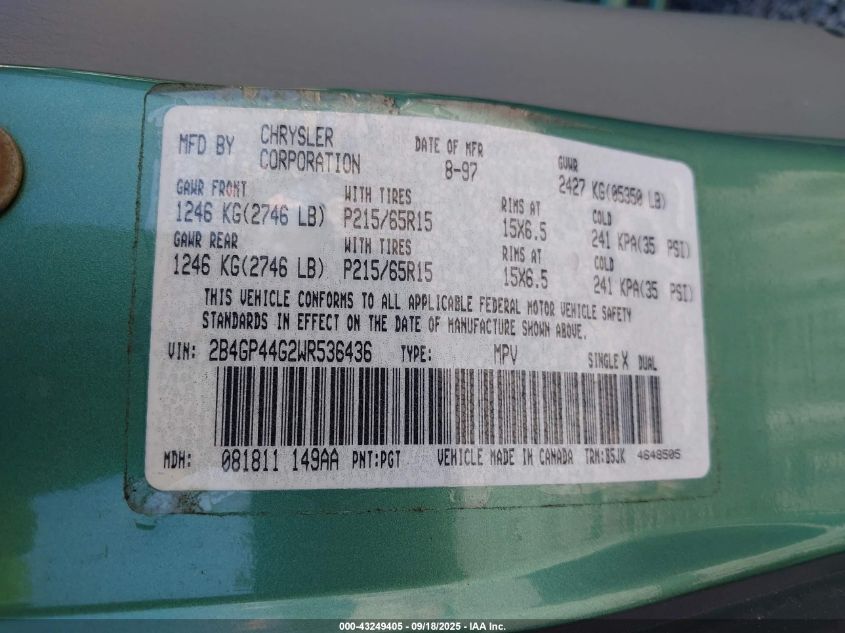 MFD BY CHRYSLER CORPORATION DATE OF MFR 8-97 GVWR 2427 KG(05350 LB)
GAWR FRONT WITH TIRES RIMS AT COLD
1246 KG(2746 LB) P215/65R15 15X6.5 241 KPA(35 PSI)
GAWR REAR WITH TIRES RIMS AT COLD
1246 KG(2746 LB) P215/65R15 15X6.5 241 KPA(35 PSI)
THIS VEHICLE CONFORMS TO ALL APPLICABLE FEDERAL MOTOR VEHICLE SAFETY
STANDARDS IN EFFECT ON THE DATE OF MANUFACTURE SHOWN ABOVE.
VIN: 2B4GP44G2WR536436 TYPE: MPV SINGLE X DUAL
MDH: 081811 149AA PNT:PGT VEHICLE MADE IN CANADA TRM:B5JK 4648505
000-43249405 - 09/18/2025 - IAA Inc.